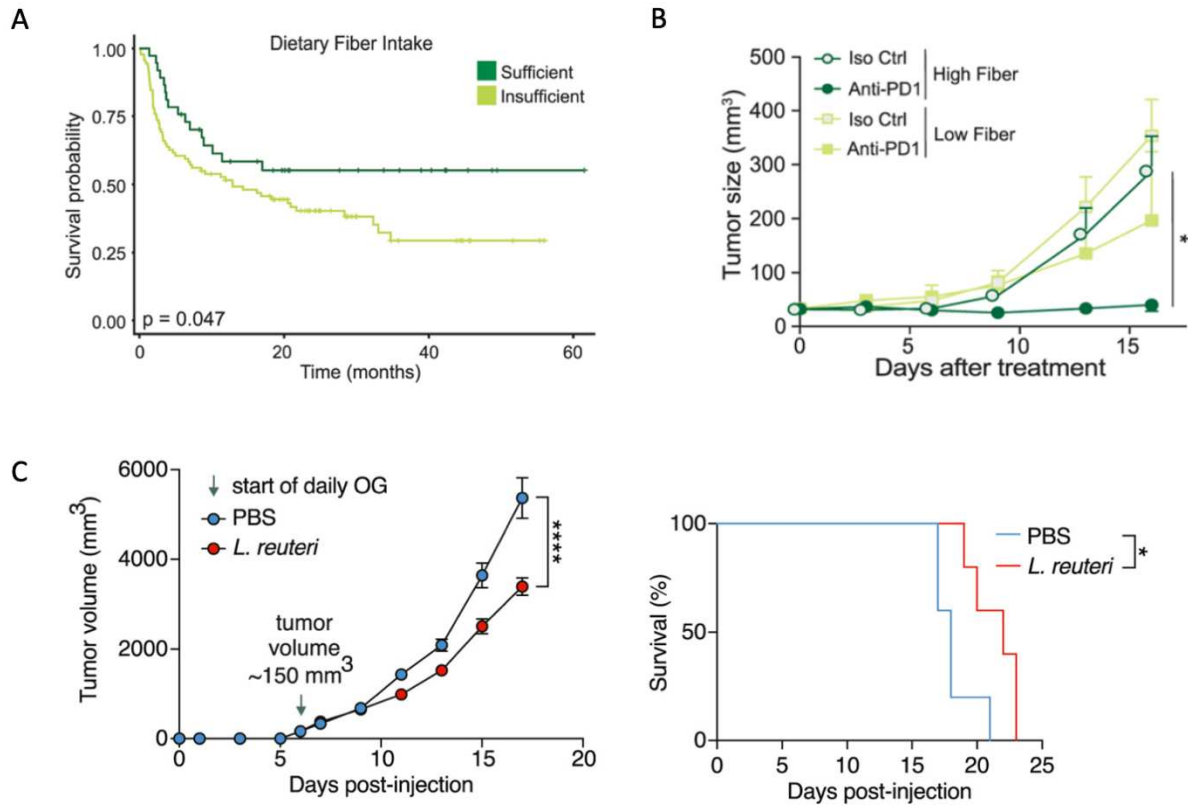 A
Dietary Fiber Intake
Sufficient
Insufficient
Survival probability
1.00
0.75
0.50
0.25
0.00
p = 0.047
0 20 40 60
Time (months)
B
Iso Ctrl
Anti-PD1
High Fiber
Iso Ctrl
Anti-PD1
Low Fiber
Tumor size (mm³)
500
400
300
200
100
0
*
0 5 10 15
Days after treatment
C
start of daily OG
PBS
L. reuteri
Tumor volume (mm³)
6000
4000
2000
0
tumor
volume
~150 mm³
****
0 5 10 15 20
Days post-injection
PBS
L. reuteri
*
Survival (%)
100
50
0
0 5 10 15 20 25
Days post-injection